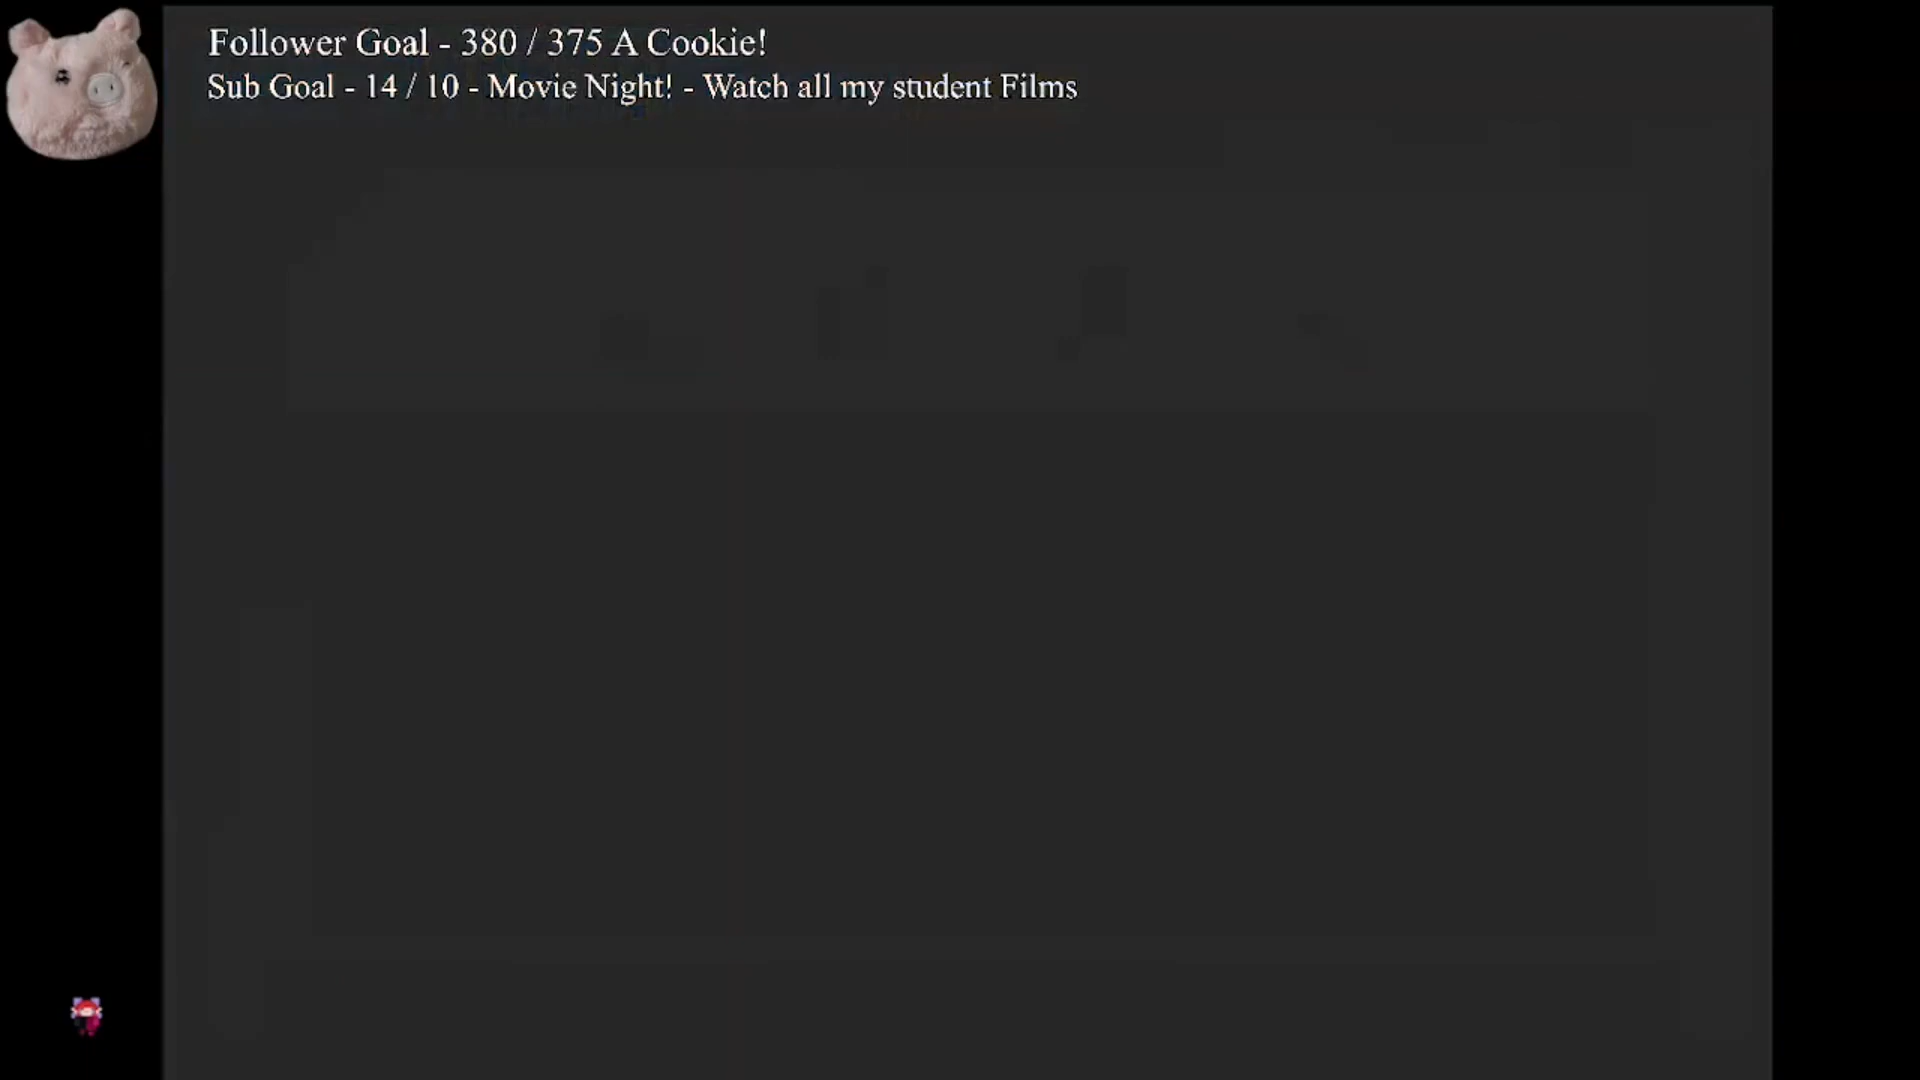 Follower Goal - 380 / 375 A Cookie!
Sub Goal - 14 / 10 - Movie Night! - Watch all my student Films